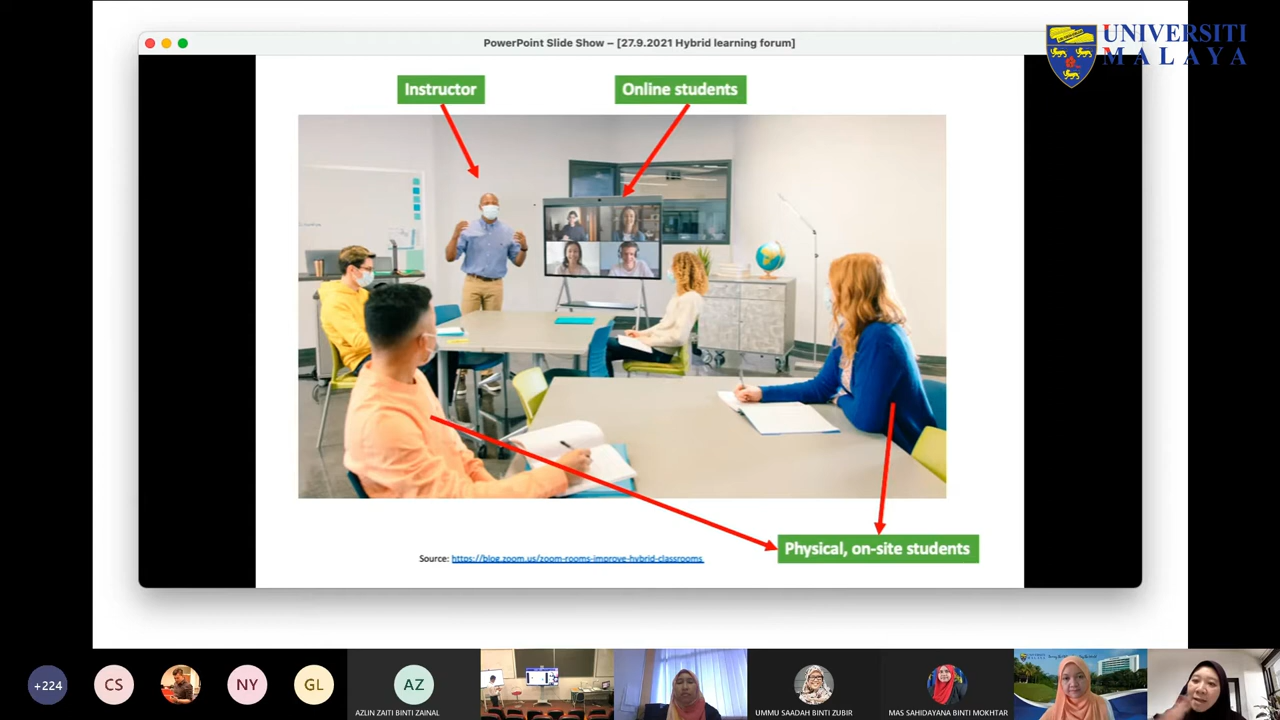 PowerPoint Slide Show – [27.9.2021 Hybrid learning forum]
UNIVERSITI
MALAYA
Instructor
Online students
Physical, on-site students
Source: https://blog.zoom.us/zoom-rooms-improve-hybrid-classrooms
+224
CS
NY
GL
AZ
AZLIN ZAITI BINTI ZAINAL
UMMU SAADAH BINTI ZUBIR
MAS SAHIDAYANA BINTI MOKHTAR